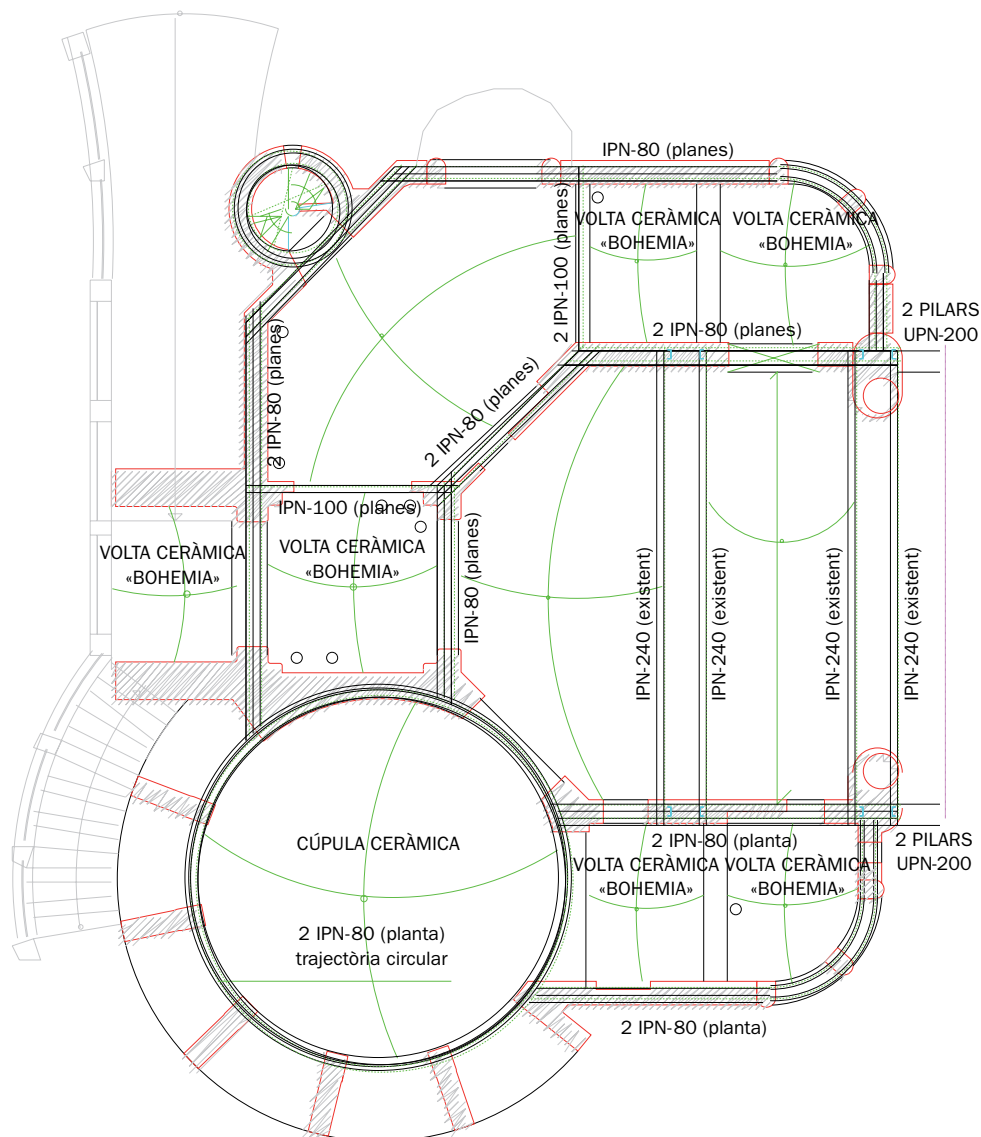 IPN-80 (planes)
2 IPN-100 (planes)
VOLTA CERÀMICA
«BOHEMIA»
VOLTA CERÀMICA
«BOHEMIA»
2 PILARS
UPN-200
2 IPN-80 (planes)
2 IPN-80 (planes)
2 IPN-80 (planes)
IPN-100 (planes)
VOLTA CERÀMICA
«BOHEMIA»
VOLTA CERÀMICA
«BOHEMIA»
IPN-80 (planes)
IPN-240 (existent)
IPN-240 (existent)
IPN-240 (existent)
IPN-240 (existent)
CÚPULA CERÀMICA
2 IPN-80 (planta)
trajectòria circular
2 IPN-80 (planta)
2 PILARS
UPN-200
VOLTA CERÀMICA
«BOHEMIA»
VOLTA CERÀMICA
«BOHEMIA»
2 IPN-80 (planta)